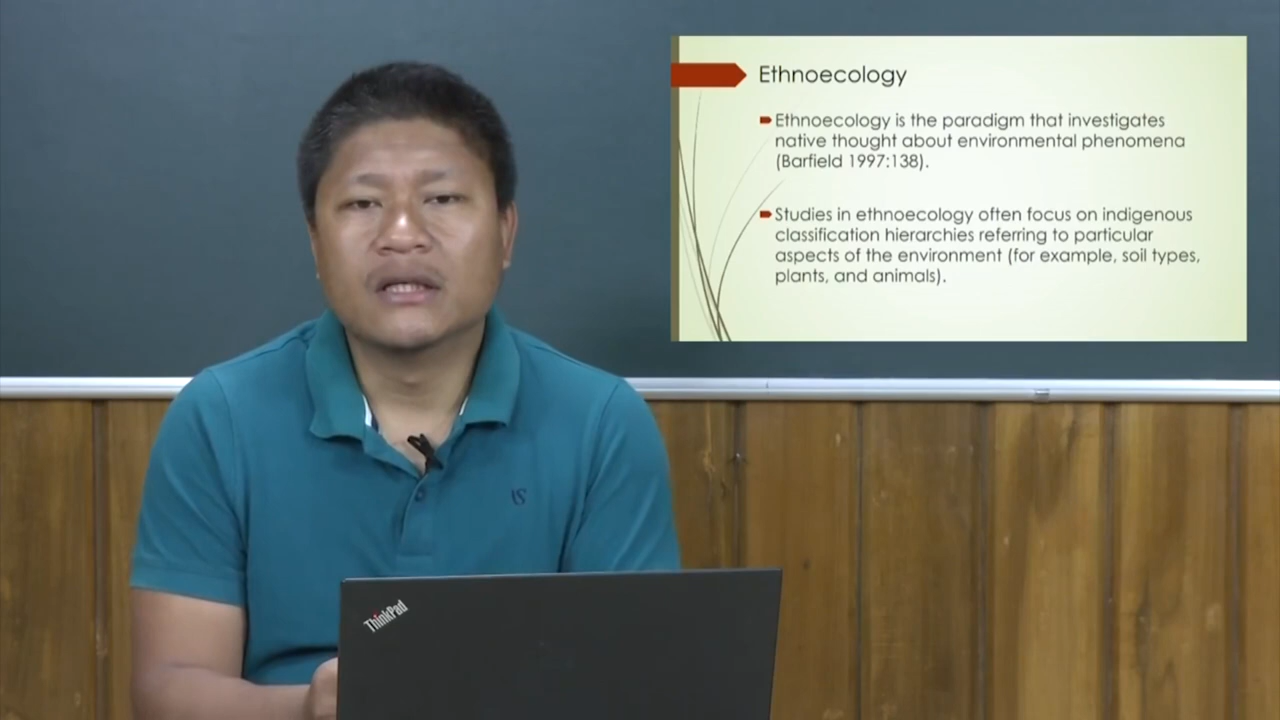 Ethnoecology
Ethnoecology is the paradigm that investigates
native thought about environmental phenomena
(Barfield 1997:138).
Studies in ethnoecology often focus on indigenous
classification hierarchies referring to particular
aspects of the environment (for example, soil types,
plants, and animals).
ThinkPad